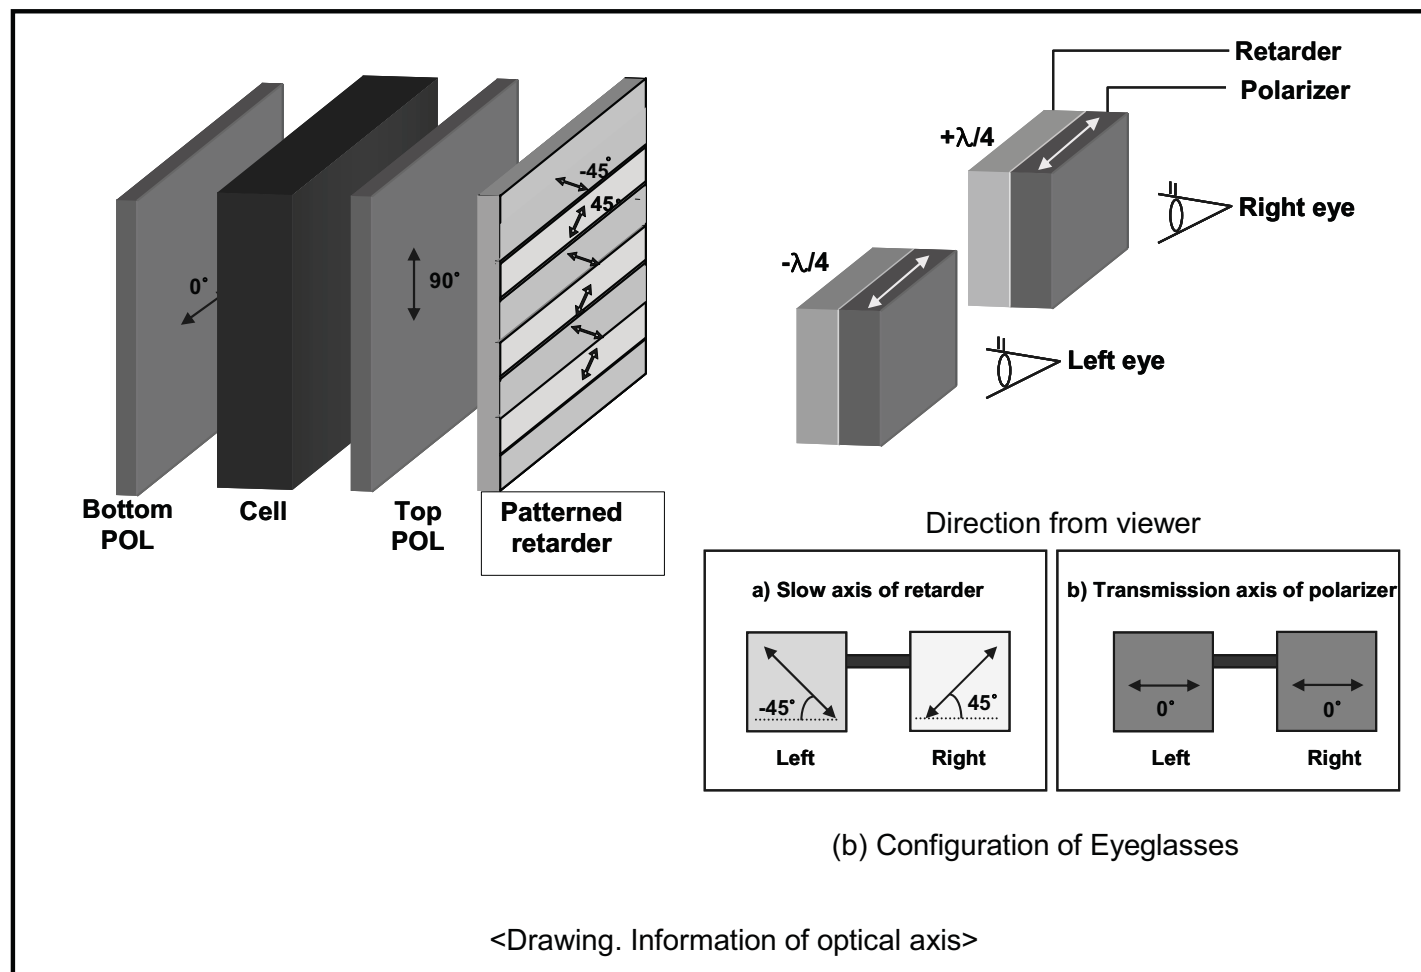 Retarder
Polarizer
+λ/4
-45°
45°
0°
90°
Right eye
-λ/4
Left eye
Bottom
POL
Cell
Top
POL
Patterned
retarder
Direction from viewer
a) Slow axis of retarder
-45°
45°
Left
Right
b) Transmission axis of polarizer
0°
0°
Left
Right
(b) Configuration of Eyeglasses
<Drawing. Information of optical axis>